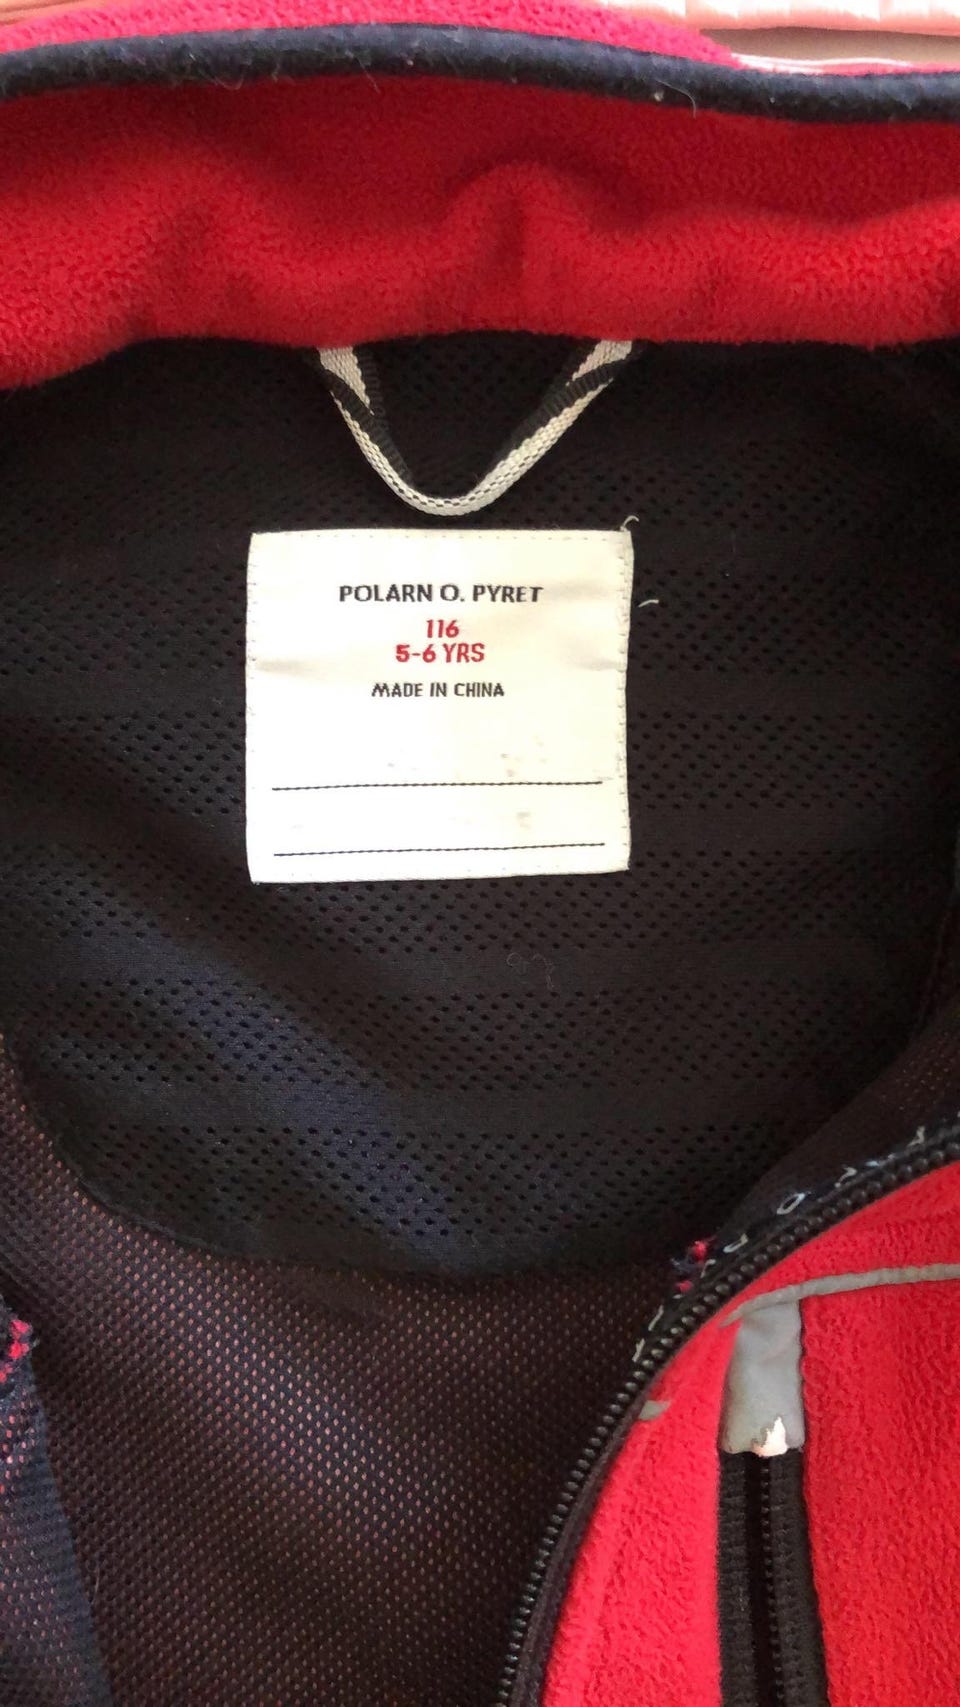 POLARN O. PYRET
116
5-6 YRS
MADE IN CHINA